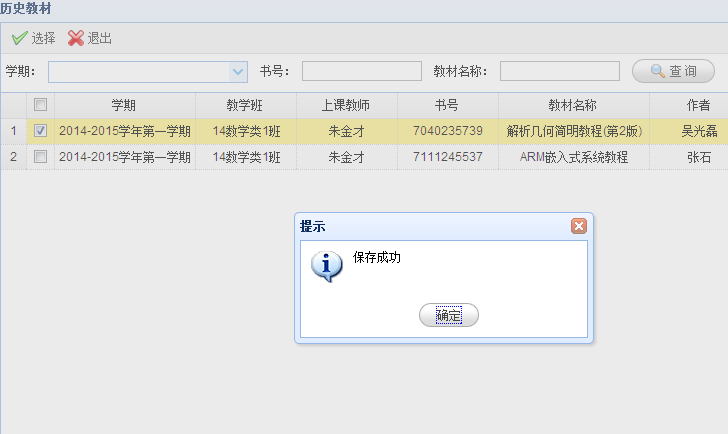 历史教材
选择 退出
学期： 书号： 教材名称： 查询
学期 教学班 上课教师 书号 教材名称 作者
1 2014-2015学年第一学期 14数学类1班 朱金才 7040235739 解析几何简明教程(第2版) 吴光磊
2 2014-2015学年第一学期 14数学类1班 朱金才 7111245537 ARM嵌入式系统教程 张石
提示
保存成功
确定